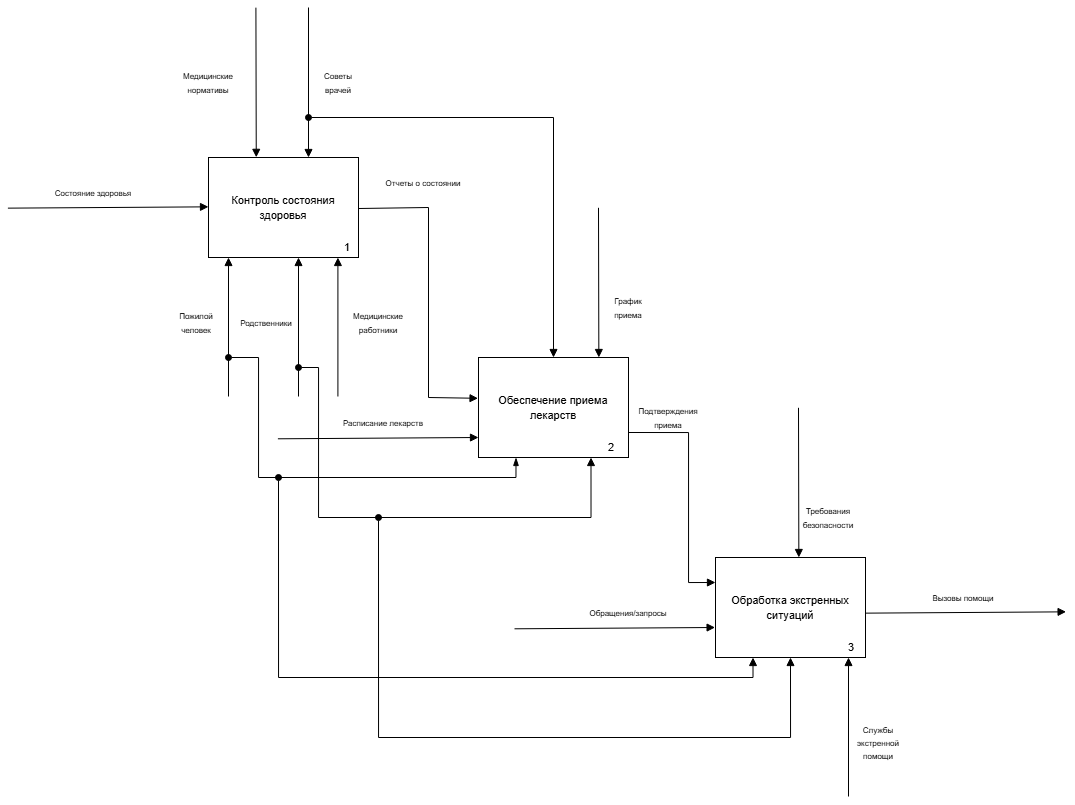 Медицинские
нормативы
Советы
врачей
Состояние здоровья
Отчеты о состоянии
Контроль состояния
здоровья
1
Пожилой
человек
Родственники
Медицинские
работники
График
приема
Обеспечение приема
лекарств
2
Расписание лекарств
Подтверждения
приема
Требования
безопасности
Обработка экстренных
ситуаций
3
Обращения/запросы
Вызовы помощи
Службы
экстренной
помощи